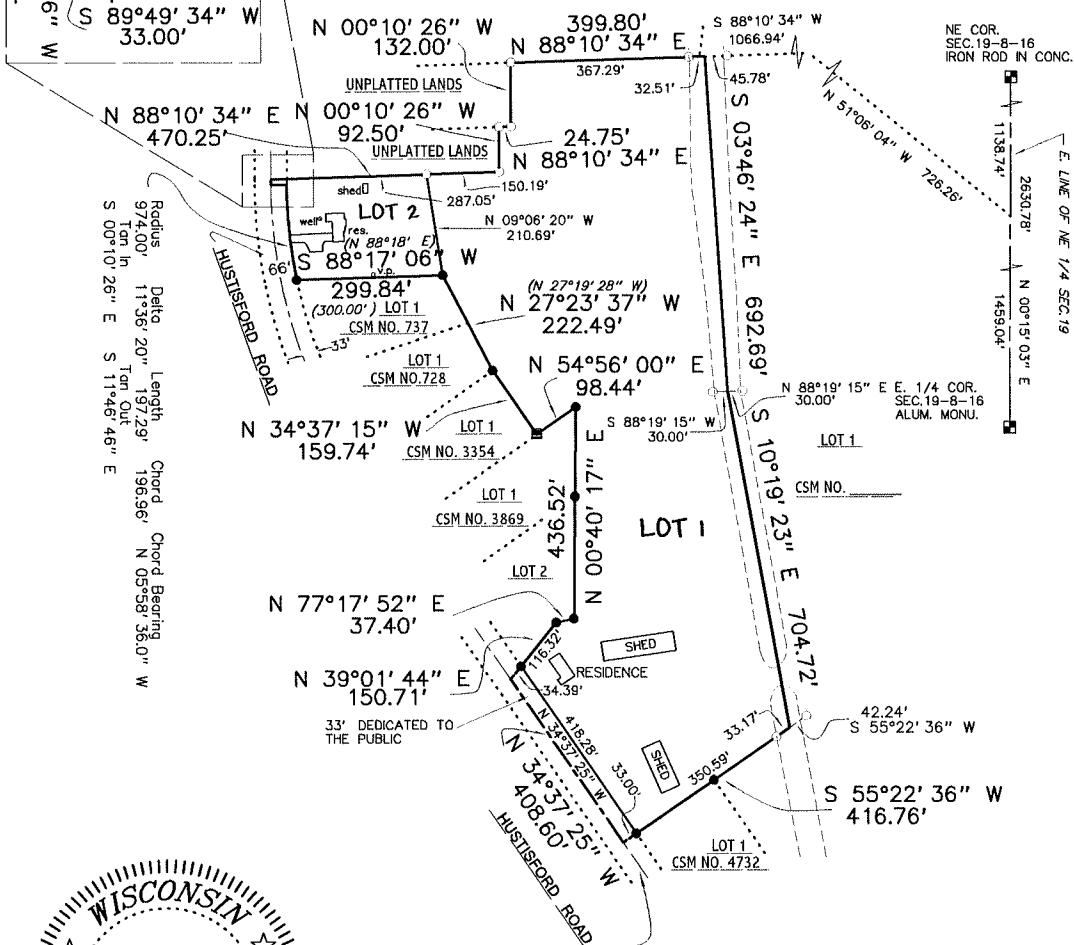 6" W
S 89°49' 34" W
33.00'
N 00°10' 26" W
132.00'
399.80'
N 88°10' 34" E
367.29'
32.51'
S 88°10' 34" W
1066.94'
45.78'
NE COR.
SEC.19-8-16
IRON ROD IN CONC.
UNPLATTED LANDS
N 88°10' 34" E
470.25'
N 00°10' 26" W
92.50'
UNPLATTED LANDS
24.75'
N 88°10' 34" E
150.19'
287.05'
N 51°06' 04" W 726.26'
1138.74'
2630.78'
E. LINE OF NE 1/4 SEC.19
N 00°15' 03" E
1459.04'
shed
LOT 2
well
res.
(N 88°18' E)
S 88°17' 06" W
v.p.
299.84'
(300.00')
66'
33'
HUSTISFORD ROAD
N 09°06' 20" W
210.69'
S 03°46' 24" E 692.69'
Radius Delta Length Chord Chord Bearing
974.00' 11°36' 20" 197.29' 196.96' N 05°58' 36.0" W
Tan In Tan Out
S 00°10' 26" E S 11°46' 46" E
LOT 1
CSM NO. 737
(N 27°19' 28" W)
N 27°23' 37" W
222.49'
LOT 1
CSM NO.728
N 54°56' 00" E
98.44'
N 88°19' 15" E
30.00'
E. 1/4 COR.
SEC.19-8-16
ALUM. MONU.
S 88°19' 15" W
30.00'
N 34°37' 15" W
159.74'
LOT 1
CSM NO. 3354
LOT 1
CSM NO.
LOT 1
CSM NO. 3869
436.52'
N 00°40' 17" E
LOT 1
S 10°19' 23" E 704.72'
LOT 2
N 77°17' 52" E
37.40'
116.32'
SHED
RESIDENCE
N 39°01' 44" E
150.71'
34.39'
33' DEDICATED TO
THE PUBLIC
418.28'
N 34°37' 25" W
N 34°37' 25" W
408.60'
33.00'
SHED
350.59'
33.17'
42.24'
S 55°22' 36" W
S 55°22' 36" W
416.76'
HUSTISFORD ROAD
LOT 1
CSM NO. 4732
WISCONSIN